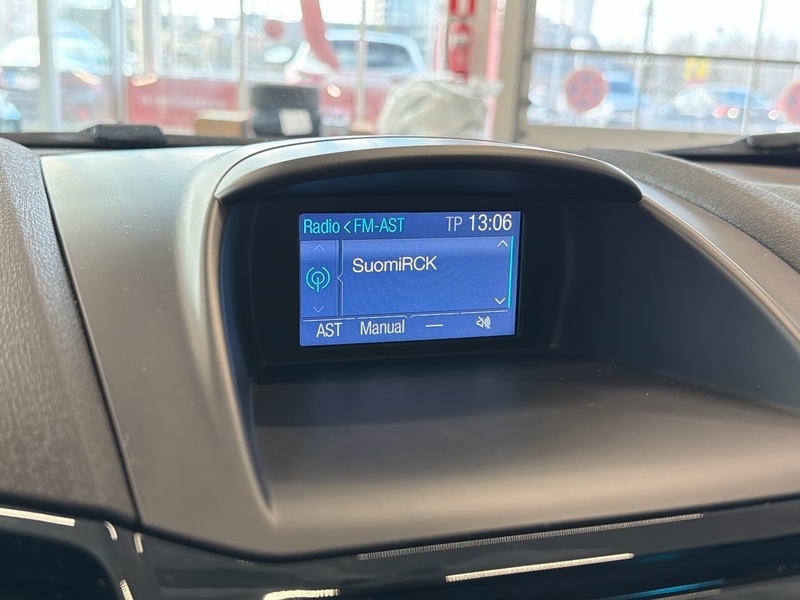 Radio < FM-AST TP 13:06
SuomiRCK
AST Manual —